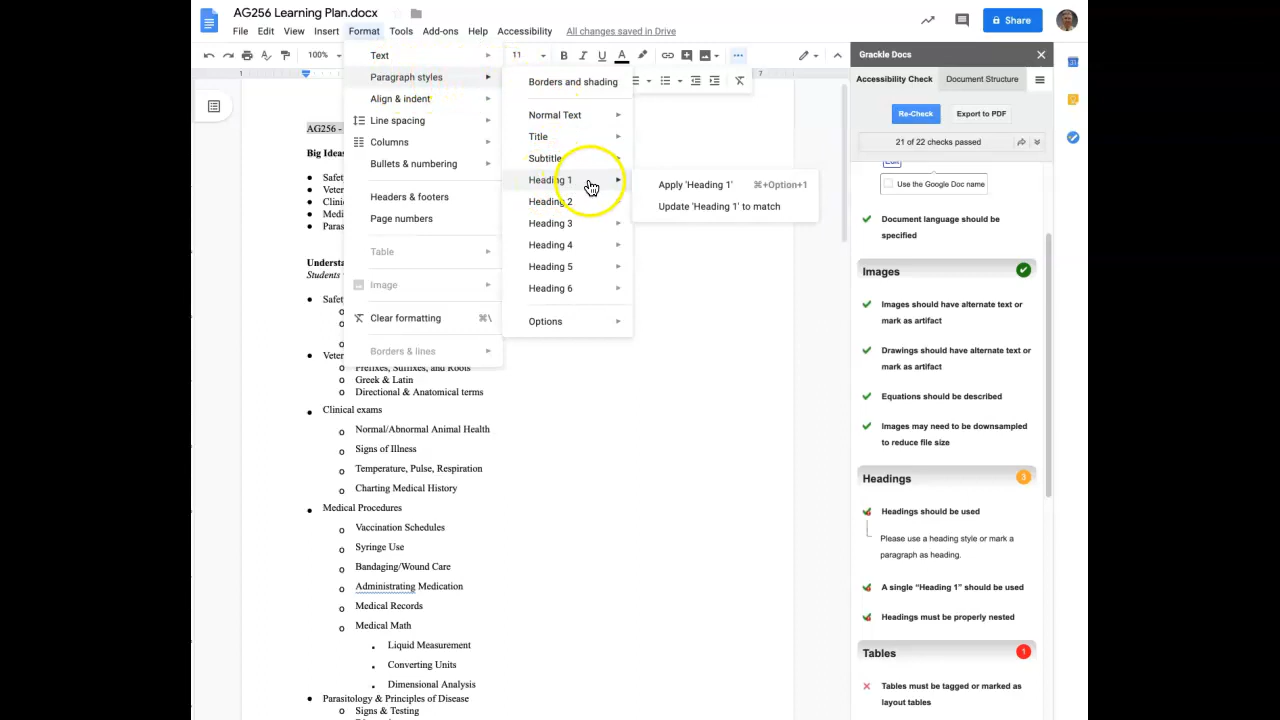 AG256 Learning Plan.docx
File Edit View Insert Format Tools Add-ons Help Accessibility All changes saved in Drive
Share
100%
11
1
7
Text
Paragraph styles
Align & indent
Line spacing
Columns
Bullets & numbering
Headers & footers
Page numbers
Table
Image
Clear formatting ⌘\
Borders & lines
Borders and shading
Normal Text
Title
Subtitle
Heading 1
Heading 2
Heading 3
Heading 4
Heading 5
Heading 6
Options
Apply 'Heading 1' ⌘+Option+1
Update 'Heading 1' to match
AG256 -
Big Ideas
Understa
Students
Prefixes, Suffixes, and Roots
o Greek & Latin
o Directional & Anatomical terms
• Clinical exams
o Normal/Abnormal Animal Health
o Signs of Illness
o Temperature, Pulse, Respiration
o Charting Medical History
• Medical Procedures
o Vaccination Schedules
o Syringe Use
o Bandaging/Wound Care
o Administrating Medication
o Medical Records
o Medical Math
▪ Liquid Measurement
▪ Converting Units
▪ Dimensional Analysis
• Parasitology & Principles of Disease
o Signs & Testing
Grackle Docs
Accessibility Check Document Structure
Re-Check Export to PDF
21 of 22 checks passed
Edit
Use the Google Doc name
Document language should be
specified
Images
Images should have alternate text or
mark as artifact
Drawings should have alternate text or
mark as artifact
Equations should be described
Images may need to be downsampled
to reduce file size
Headings 3
Headings should be used
Please use a heading style or mark a
paragraph as heading.
A single “Heading 1” should be used
Headings must be properly nested
Tables 1
Tables must be tagged or marked as
layout tables